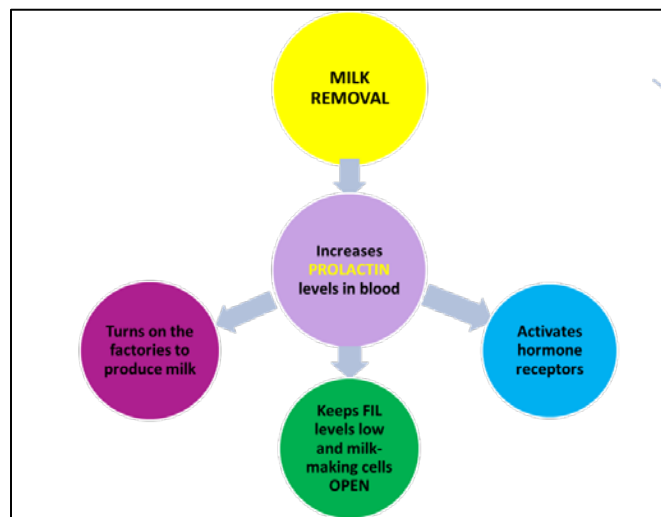 MILK
REMOVAL
Increases
PROLACTIN
levels in blood
Turns on the
factories to
produce milk
Keeps FIL
levels low
and milk-
making cells
OPEN
Activates
hormone
receptors